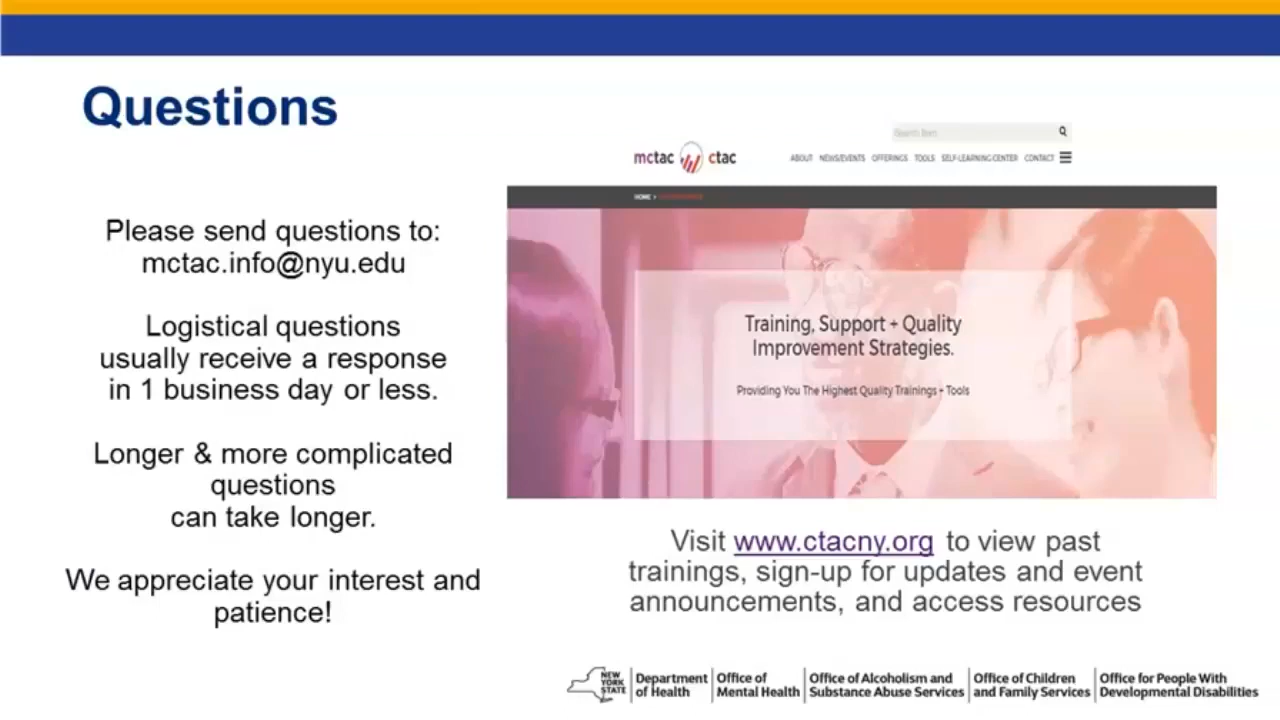 Questions
Please send questions to:
mctac.info@nyu.edu
Logistical questions
usually receive a response
in 1 business day or less.
Longer & more complicated
questions
can take longer.
We appreciate your interest and
patience!
Search Item
mctac ctac
ABOUT NEWS/EVENTS OFFERINGS TOOLS SELF-LEARNING CENTER CONTACT
HOME >
Training, Support + Quality
Improvement Strategies.
Providing You The Highest Quality Trainings + Tools
Visit www.ctacny.org to view past
trainings, sign-up for updates and event
announcements, and access resources
NEW
YORK
STATE
Department
of Health
Office of
Mental Health
Office of Alcoholism and
Substance Abuse Services
Office of Children
and Family Services
Office for People With
Developmental Disabilities